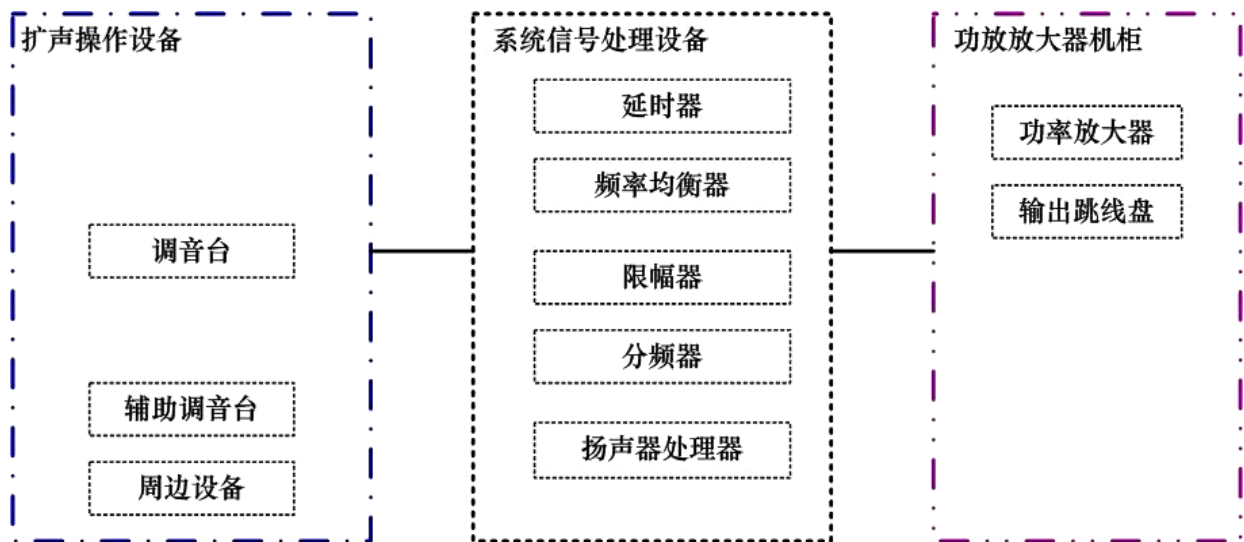 扩声操作设备
调音台
辅助调音台
周边设备
系统信号处理设备
延时器
频率均衡器
限幅器
分频器
扬声器处理器
功放放大器机柜
功率放大器
输出跳线盘